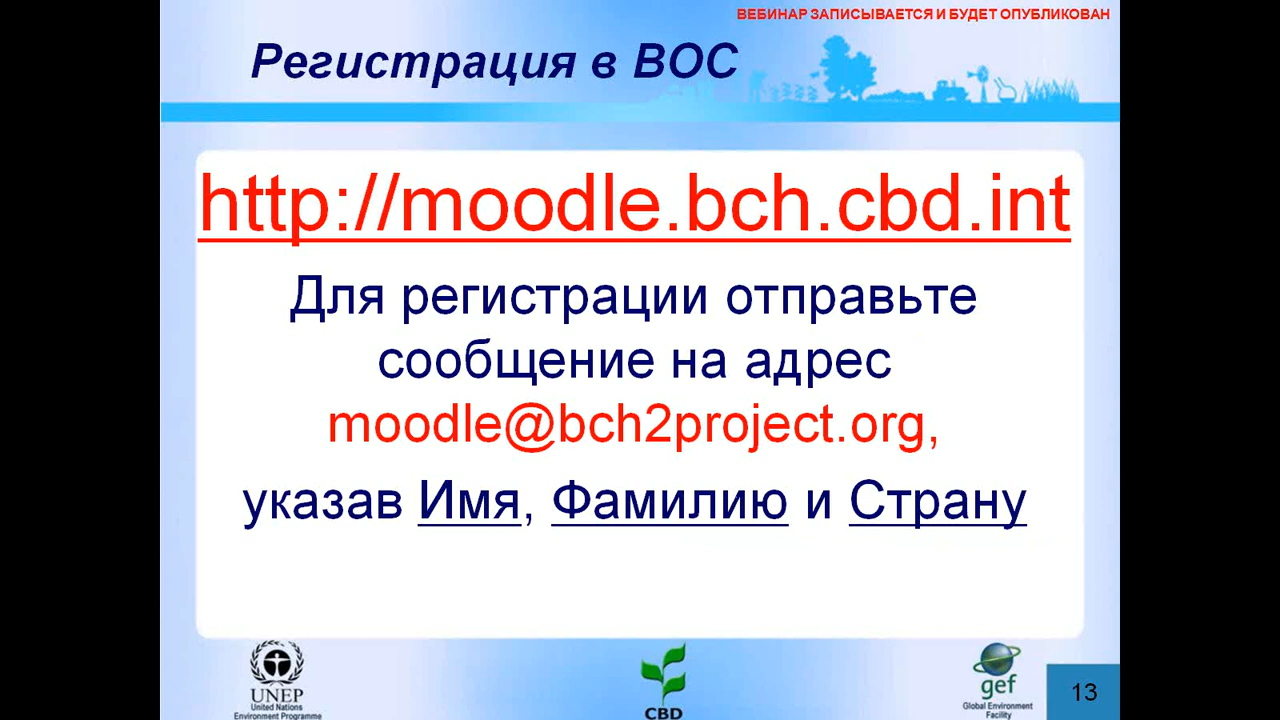 ВЕБИНАР ЗАПИСЫВАЕТСЯ И БУДЕТ ОПУБЛИКОВАН
Регистрация в ВОС
http://moodle.bch.cbd.int
Для регистрации отправьте
сообщение на адрес
moodle@bch2project.org,
указав Имя, Фамилию и Страну
UNEP
United Nations
Environment Programme
CBD
gef
Global Environment
Facility
13